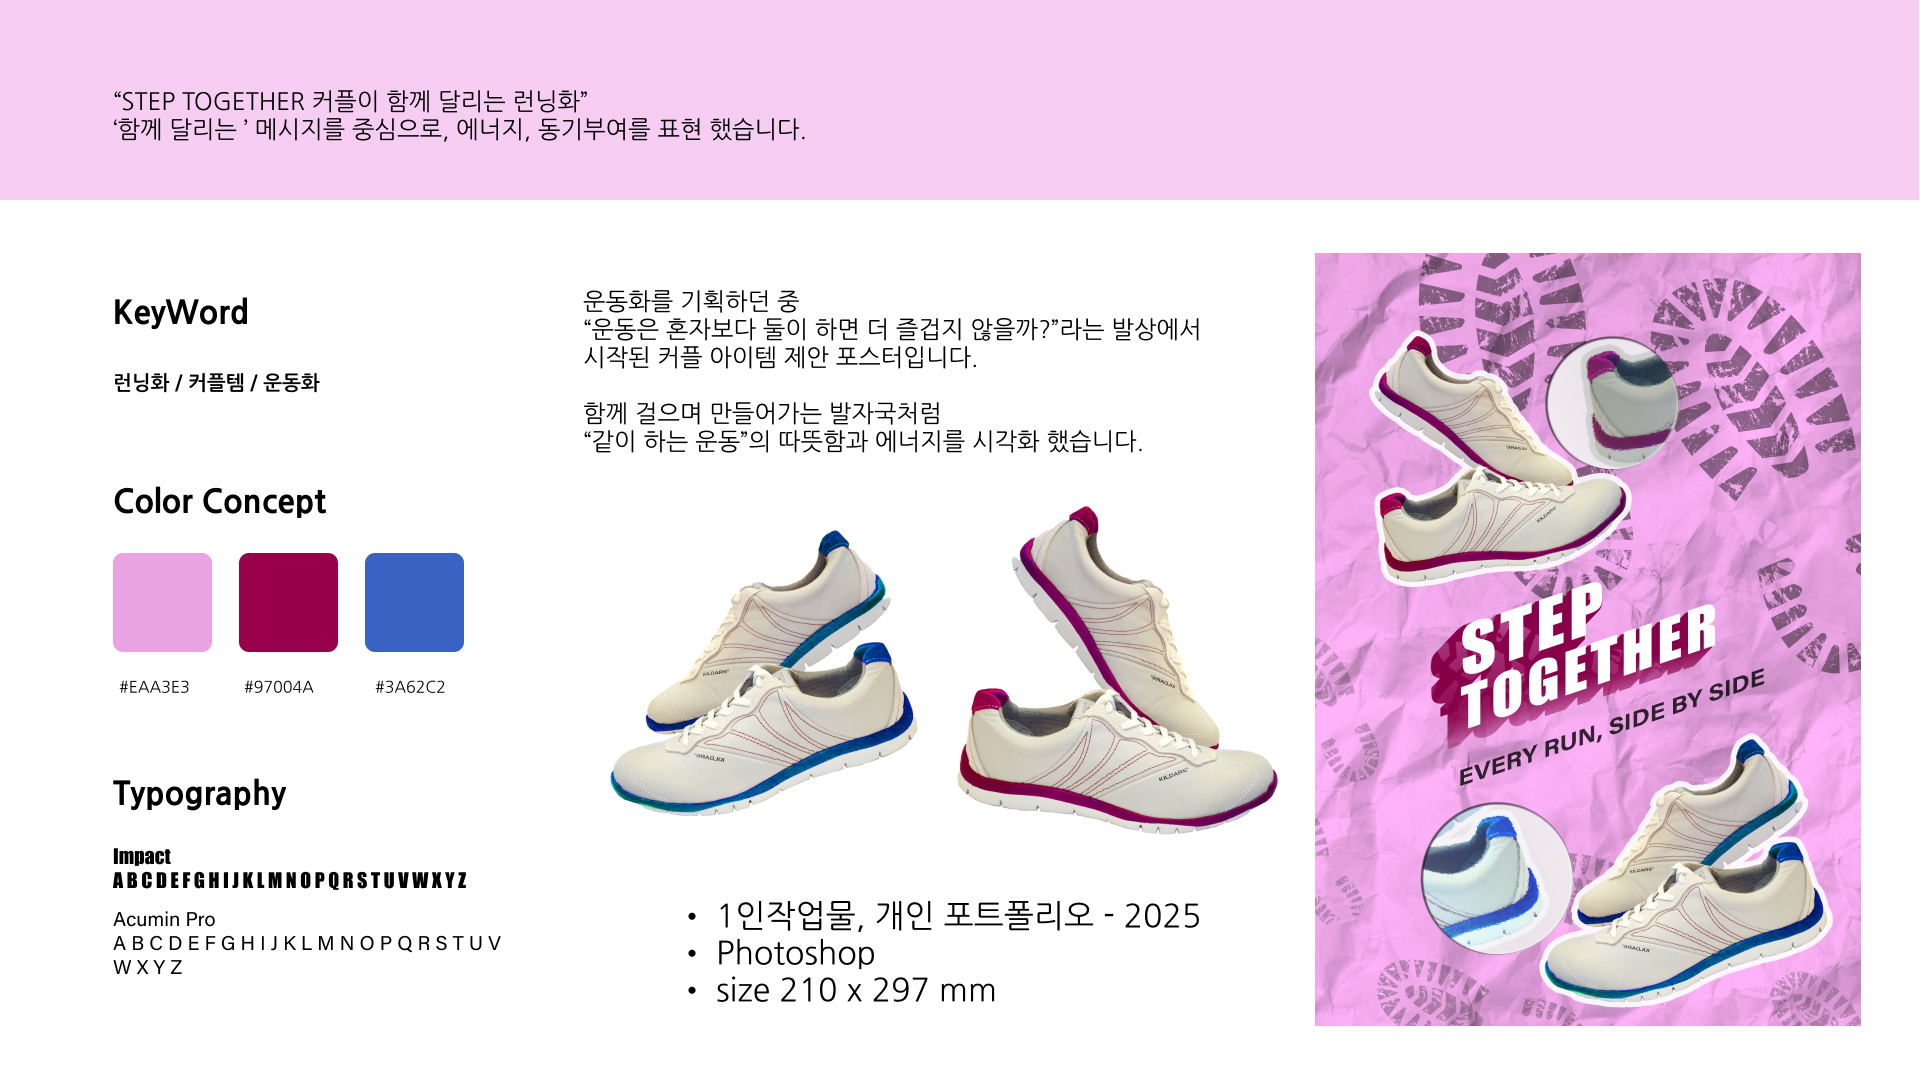 “STEP TOGETHER 커플이 함께 달리는 런닝화”
‘함께 달리는 ’ 메시지를 중심으로, 에너지, 동기부여를 표현 했습니다.
KeyWord
런닝화 / 커플템 / 운동화
Color Concept
#EAA3E3
#97004A
#3A62C2
Typography
Impact
ABCDEFGHIJKLMNOPQRSTUVWXYZ
Acumin Pro
A B C D E F G H I J K L M N O P Q R S T U V
W X Y Z
운동화를 기획하던 중
“운동은 혼자보다 둘이 하면 더 즐겁지 않을까?”라는 발상에서
시작된 커플 아이템 제안 포스터입니다.
함께 걸으며 만들어가는 발자국처럼
“같이 하는 운동”의 따뜻함과 에너지를 시각화 했습니다.
KILDARE
KILDARE
KILDARE
KILDARE
• 1인작업물, 개인 포트폴리오 - 2025
• Photoshop
• size 210 x 297 mm
KILDARE
KILDARE
STEP
TOGETHER
EVERY RUN, SIDE BY SIDE
KILDARE
KILDARE